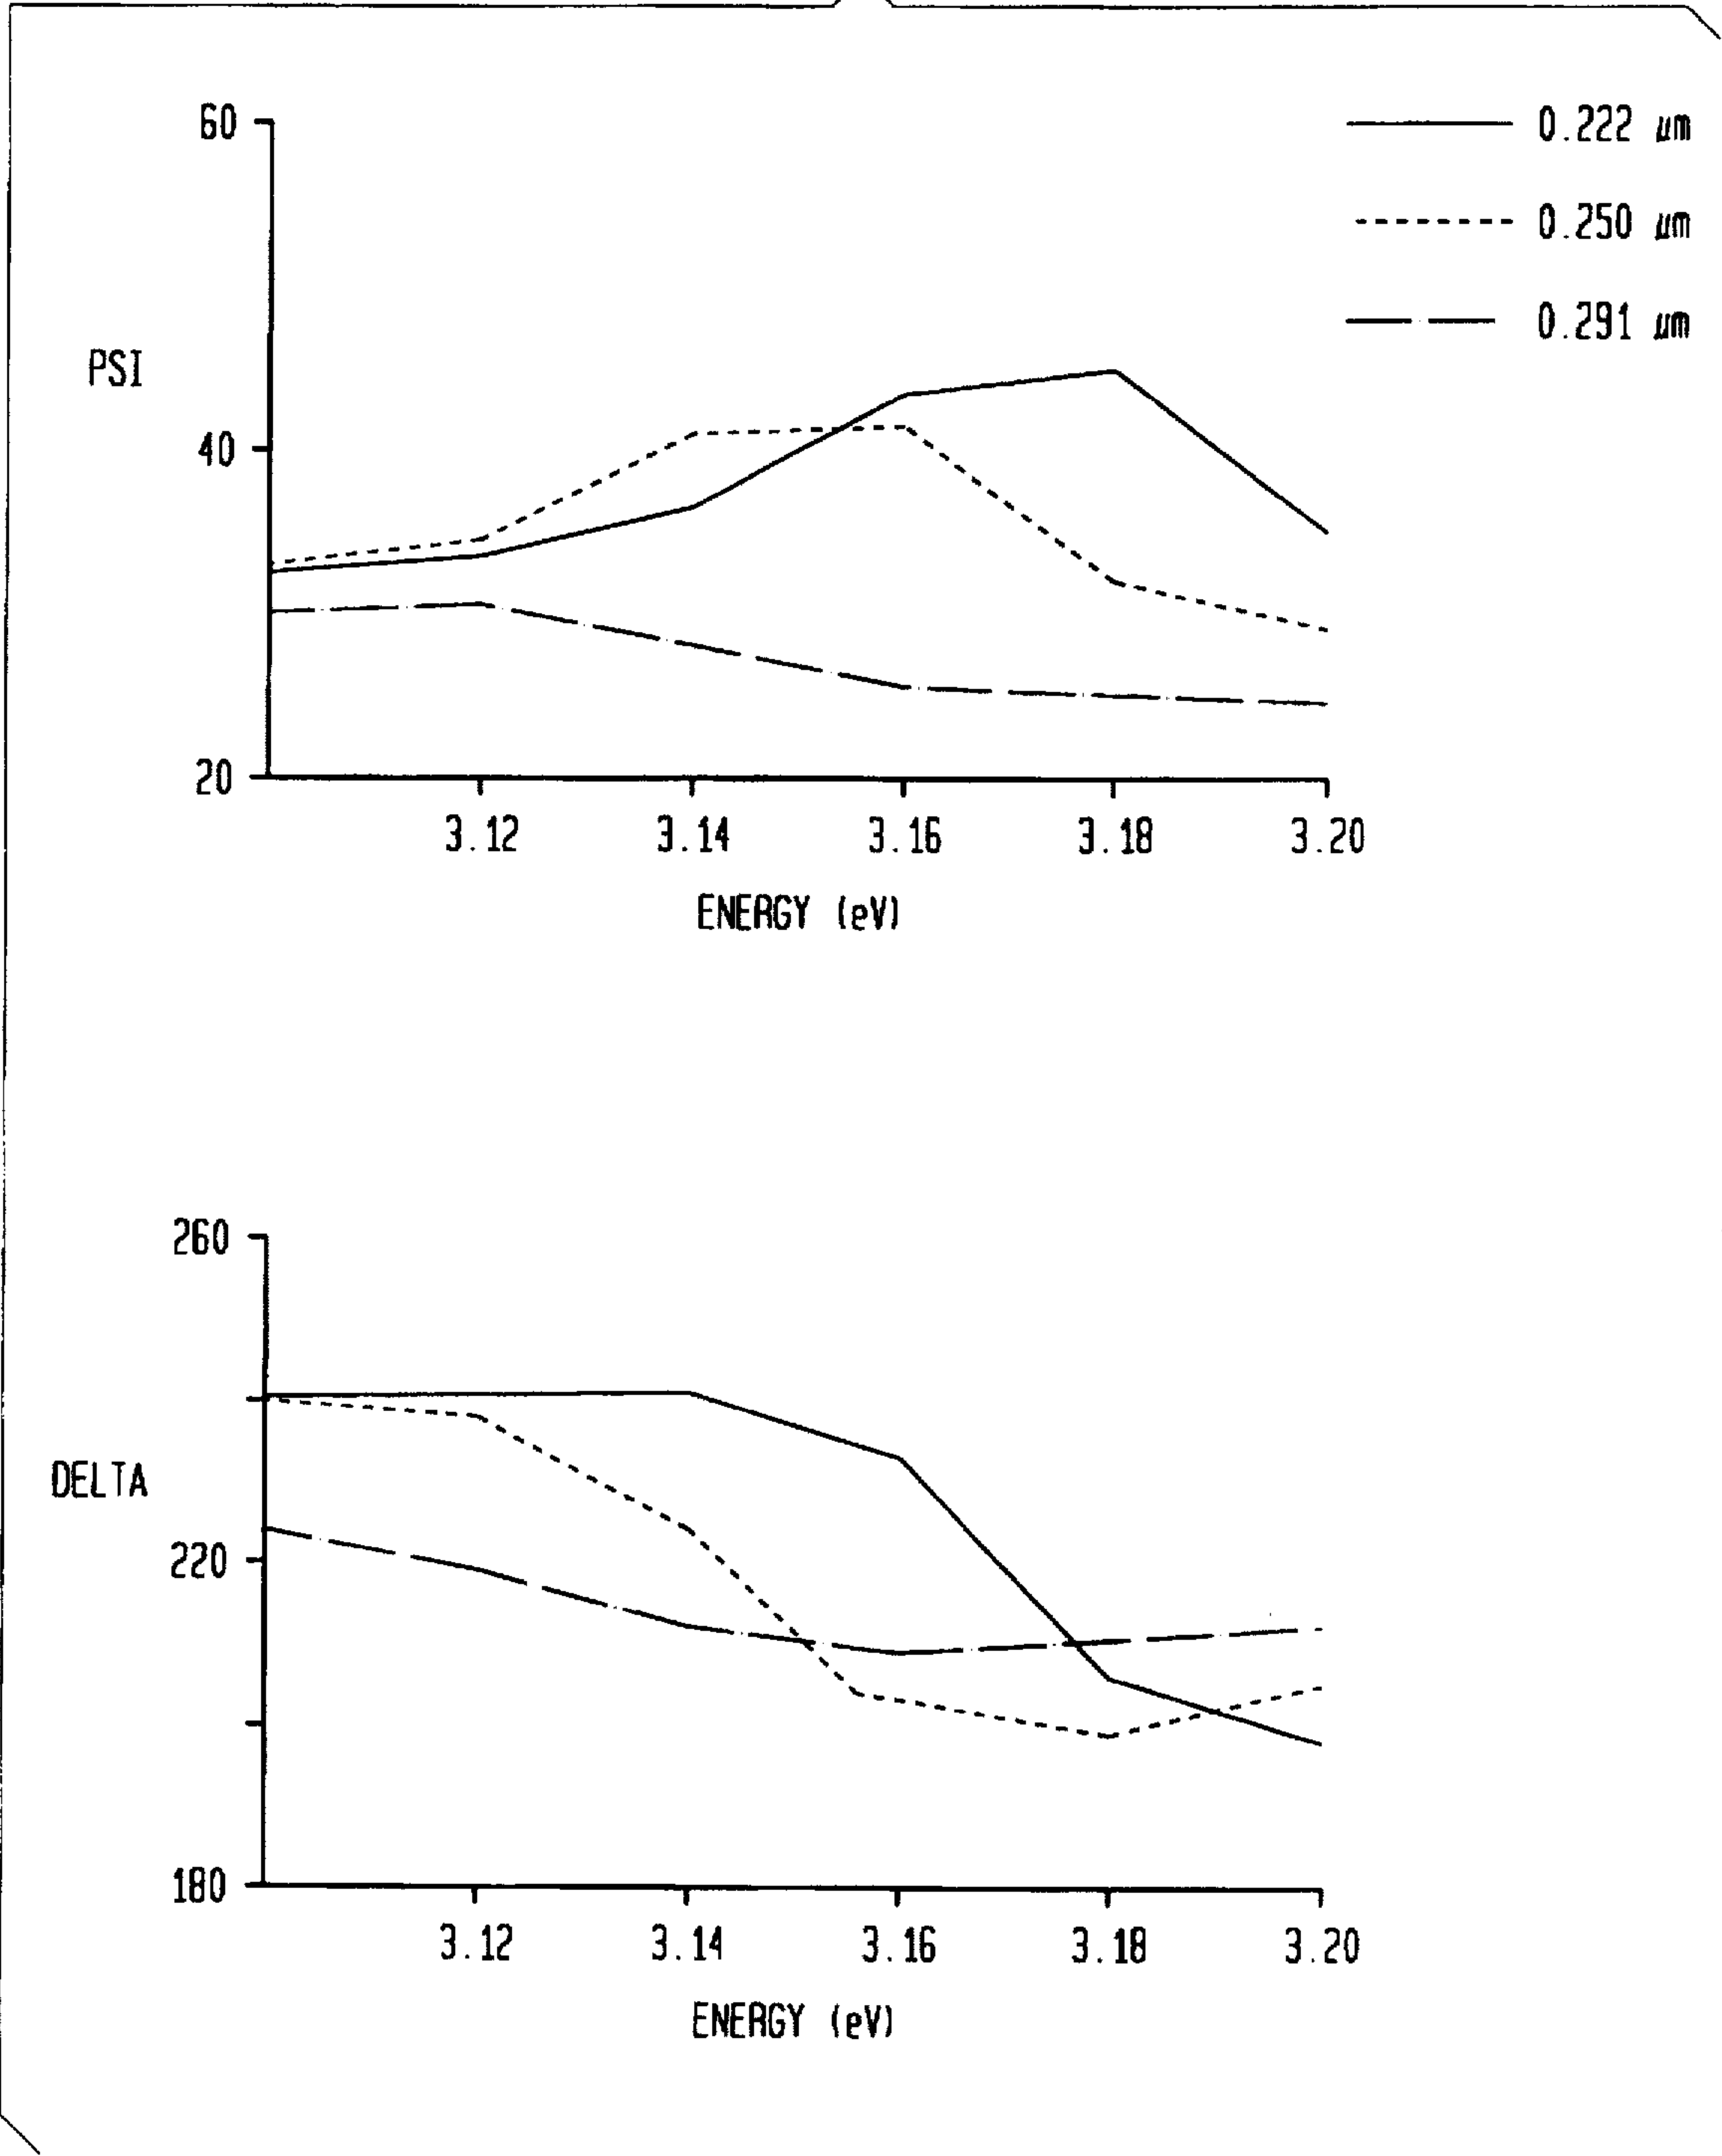 60
0.222 µm
0.250 µm
0.291 µm
PSI
40
20
3.12 3.14 3.16 3.18 3.20
ENERGY (eV)
260
DELTA
220
180
3.12 3.14 3.16 3.18 3.20
ENERGY (eV)